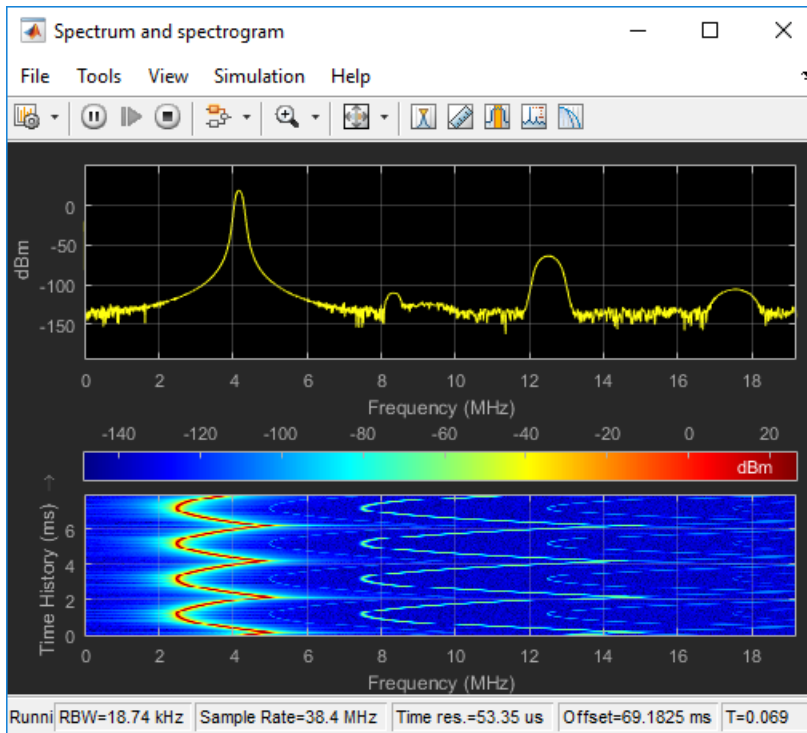 Spectrum and spectrogram
File Tools View Simulation Help
0
-50
-100
-150
dBm
0 2 4 6 8 10 12 14 16 18
Frequency (MHz)
-140 -120 -100 -80 -60 -40 -20 0 20
dBm
Time History (ms) →
6
4
2
0
0 2 4 6 8 10 12 14 16 18
Frequency (MHz)
Runni RBW=18.74 kHz Sample Rate=38.4 MHz Time res.=53.35 us Offset=69.1825 ms T=0.069